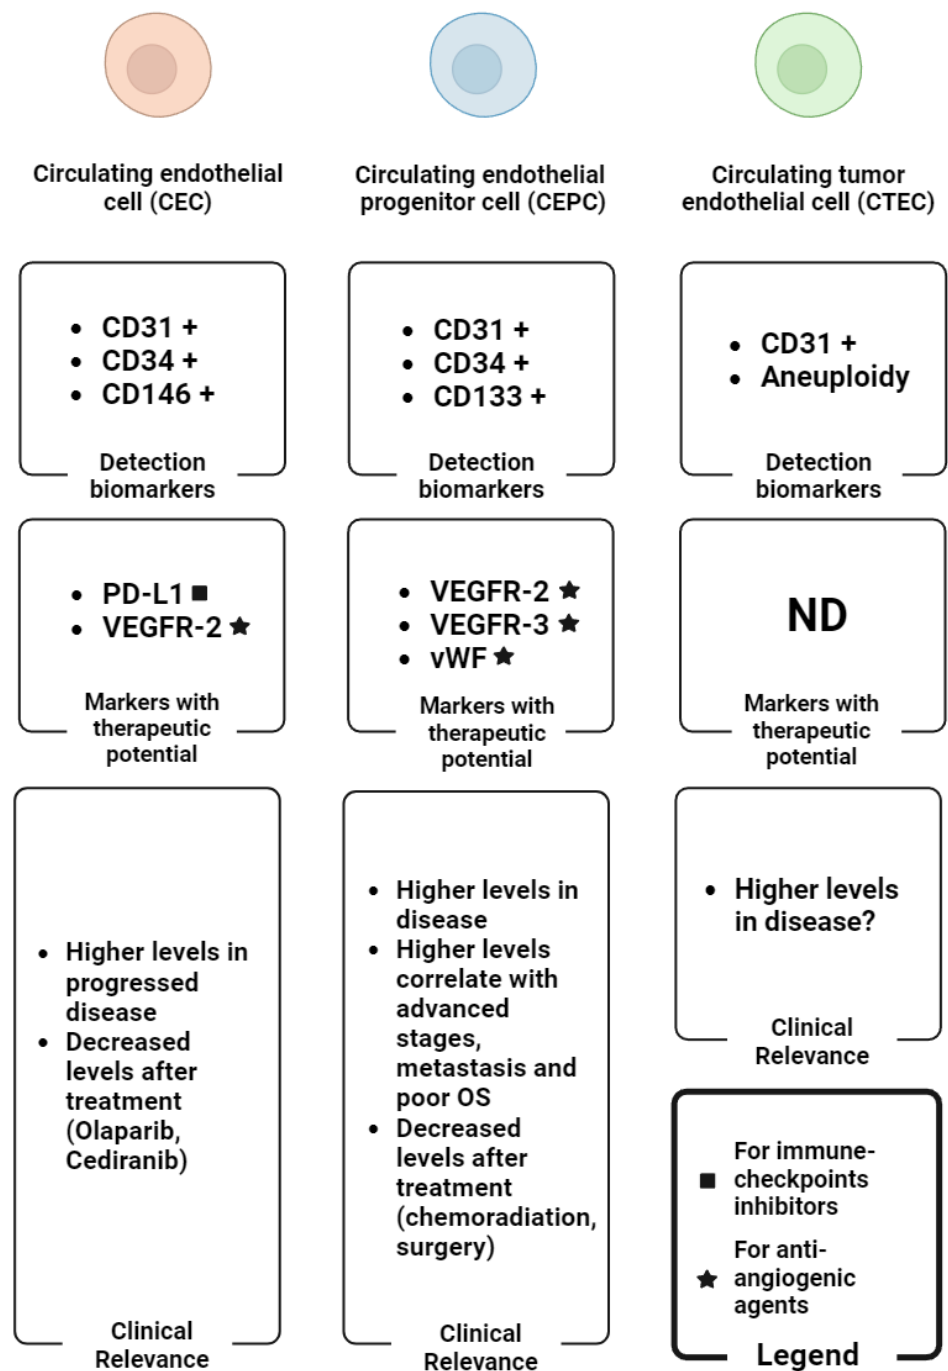 Circulating endothelial
cell (CEC)
Circulating endothelial
progenitor cell (CEPC)
Circulating tumor
endothelial cell (CTEC)
• CD31 +
• CD34 +
• CD146 +
Detection
biomarkers
• CD31 +
• CD34 +
• CD133 +
Detection
biomarkers
• CD31 +
• Aneuploidy
Detection
biomarkers
• PD-L1 ■
• VEGFR-2 ★
Markers with
therapeutic
potential
• VEGFR-2 ★
• VEGFR-3 ★
• vWF ★
Markers with
therapeutic
potential
ND
Markers with
therapeutic
potential
• Higher levels in
progressed
disease
• Decreased
levels after
treatment
(Olaparib,
Cediranib)
Clinical
Relevance
• Higher levels in
disease
• Higher levels
correlate with
advanced
stages,
metastasis and
poor OS
• Decreased
levels after
treatment
(chemoradiation,
surgery)
Clinical
Relevance
• Higher levels
in disease?
Clinical
Relevance
For immune-
■ checkpoints
inhibitors
For anti-
★ angiogenic
agents
Legend